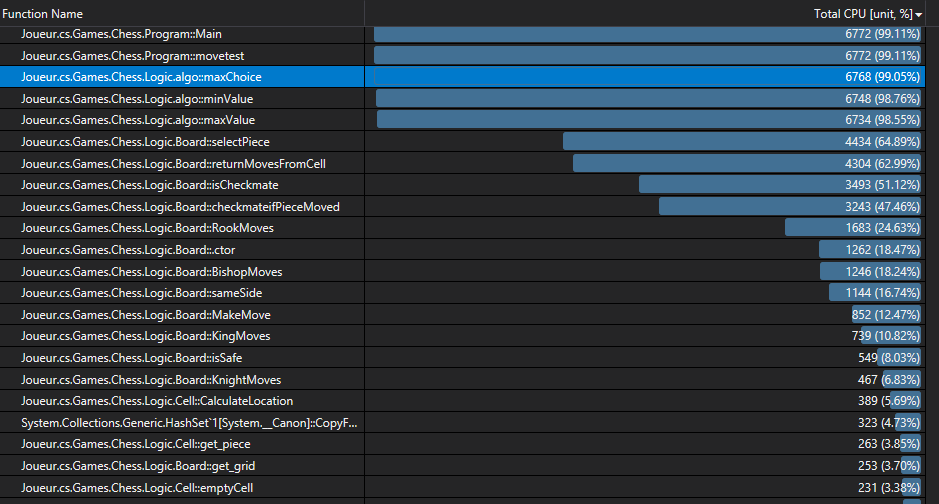 Function Name Total CPU [unit, %]
Joueur.cs.Games.Chess.Program::Main 6772 (99.11%)
Joueur.cs.Games.Chess.Program::movetest 6772 (99.11%)
Joueur.cs.Games.Chess.Logic.algo::maxChoice 6768 (99.05%)
Joueur.cs.Games.Chess.Logic.algo::minValue 6748 (98.76%)
Joueur.cs.Games.Chess.Logic.algo::maxValue 6734 (98.55%)
Joueur.cs.Games.Chess.Logic.Board::selectPiece 4434 (64.89%)
Joueur.cs.Games.Chess.Logic.Board::returnMovesFromCell 4304 (62.99%)
Joueur.cs.Games.Chess.Logic.Board::isCheckmate 3493 (51.12%)
Joueur.cs.Games.Chess.Logic.Board::checkmateifPieceMoved 3243 (47.46%)
Joueur.cs.Games.Chess.Logic.Board::RookMoves 1683 (24.63%)
Joueur.cs.Games.Chess.Logic.Board::.ctor 1262 (18.47%)
Joueur.cs.Games.Chess.Logic.Board::BishopMoves 1246 (18.24%)
Joueur.cs.Games.Chess.Logic.Board::sameSide 1144 (16.74%)
Joueur.cs.Games.Chess.Logic.Board::MakeMove 852 (12.47%)
Joueur.cs.Games.Chess.Logic.Board::KingMoves 739 (10.82%)
Joueur.cs.Games.Chess.Logic.Board::isSafe 549 (8.03%)
Joueur.cs.Games.Chess.Logic.Board::KnightMoves 467 (6.83%)
Joueur.cs.Games.Chess.Logic.Cell::CalculateLocation 389 (5.69%)
System.Collections.Generic.HashSet`1[System.__Canon]::CopyF... 323 (4.73%)
Joueur.cs.Games.Chess.Logic.Cell::get_piece 263 (3.85%)
Joueur.cs.Games.Chess.Logic.Board::get_grid 253 (3.70%)
Joueur.cs.Games.Chess.Logic.Cell::emptyCell 231 (3.38%)